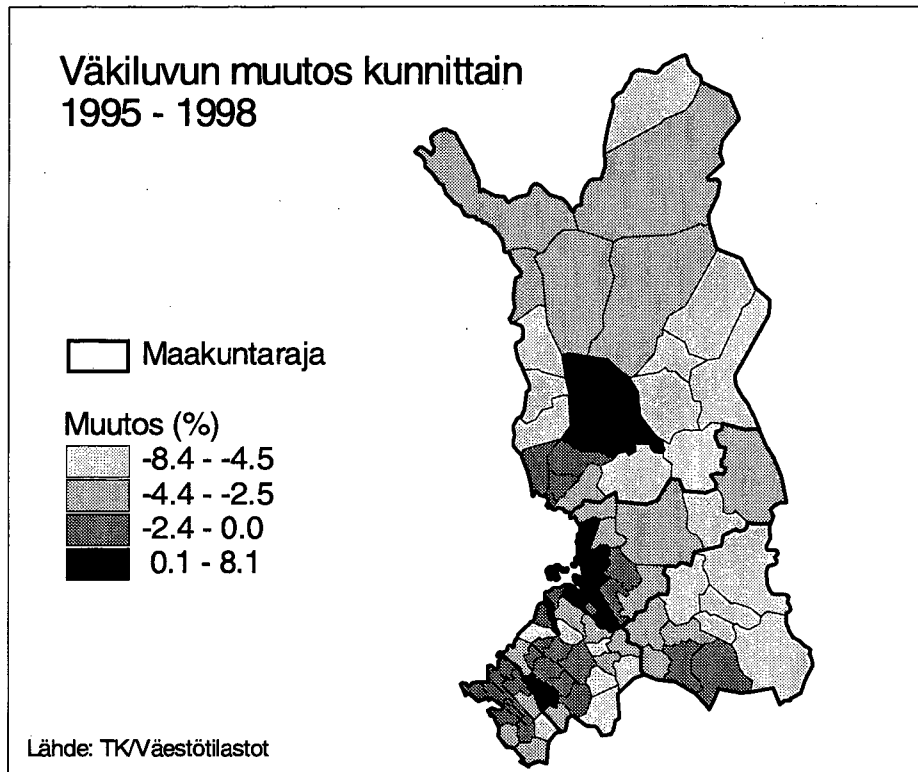 Väkiluvun muutos kunnittain
1995 - 1998
Maakuntaraja
Muutos (%)
-8.4 - -4.5
-4.4 - -2.5
-2.4 - 0.0
0.1 - 8.1
Lähde: TK/Väestötilastot